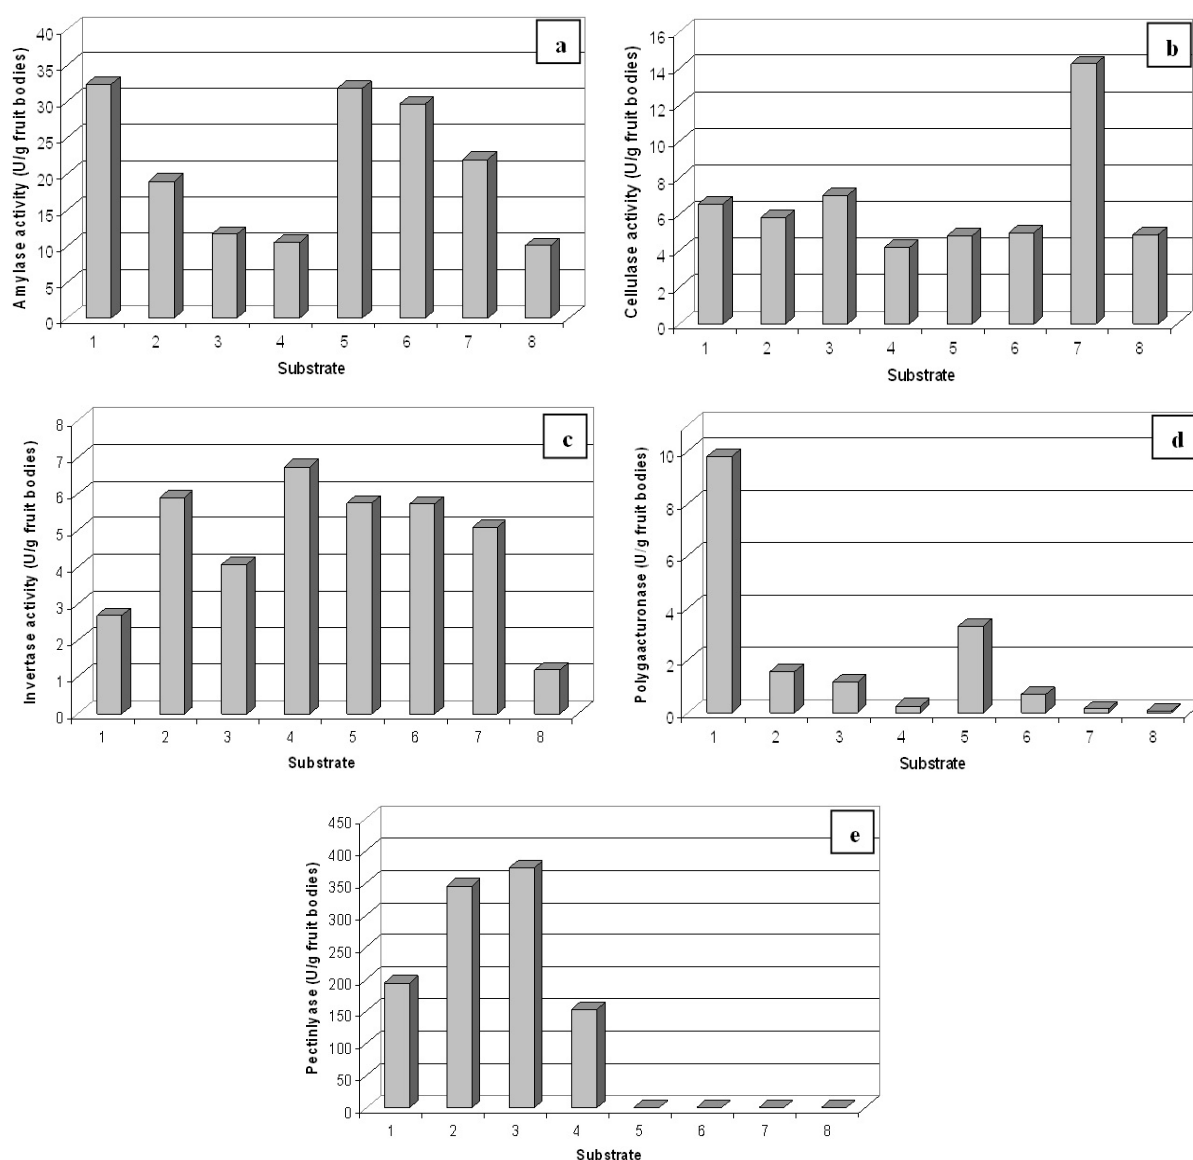 a
Amylase activity (U/g fruit bodies)
40
35
30
25
20
15
10
5
0
1 2 3 4 5 6 7 8
Substrate
b
Cellulase activity (U/g fruit bodies)
16
14
12
10
8
6
4
2
0
1 2 3 4 5 6 7 8
Substrate
c
Invertase activity (U/g fruit bodies)
8
7
6
5
4
3
2
1
0
1 2 3 4 5 6 7 8
Substrate
d
Polygaacturonase (U/g fruit bodies)
10
8
6
4
2
0
1 2 3 4 5 6 7 8
Substrate
e
Pectinlyase (U/g fruit bodies)
450
400
350
300
250
200
150
100
50
0
1 2 3 4 5 6 7 8
Substrate